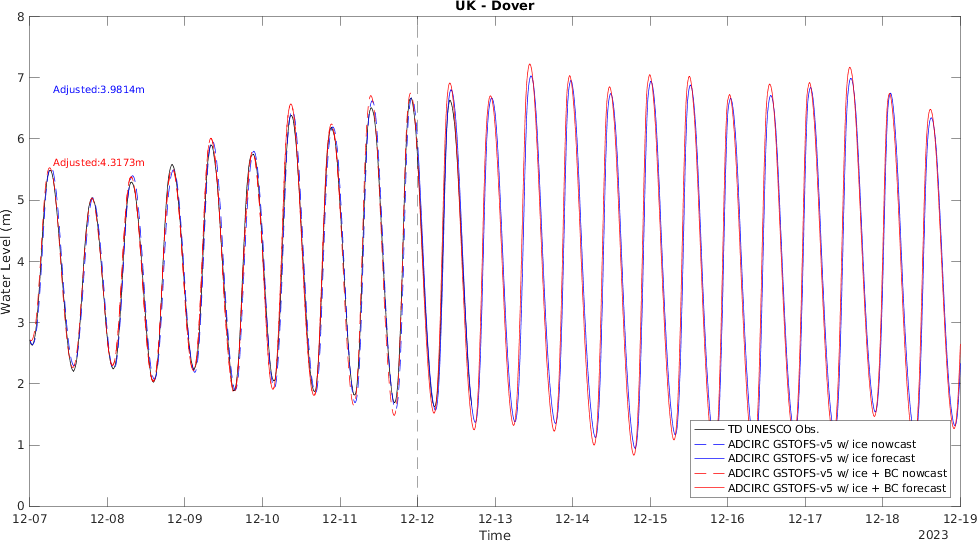 UK - Dover
8
7
6
5
4
3
2
1
0
Water Level (m)
Adjusted:3.9814m
Adjusted:4.3173m
TD UNESCO Obs.
ADCIRC GSTOFS-v5 w/ ice nowcast
ADCIRC GSTOFS-v5 w/ ice forecast
ADCIRC GSTOFS-v5 w/ ice + BC nowcast
ADCIRC GSTOFS-v5 w/ ice + BC forecast
12-07 12-08 12-09 12-10 12-11 12-12 12-13 12-14 12-15 12-16 12-17 12-18 12-19
Time
2023